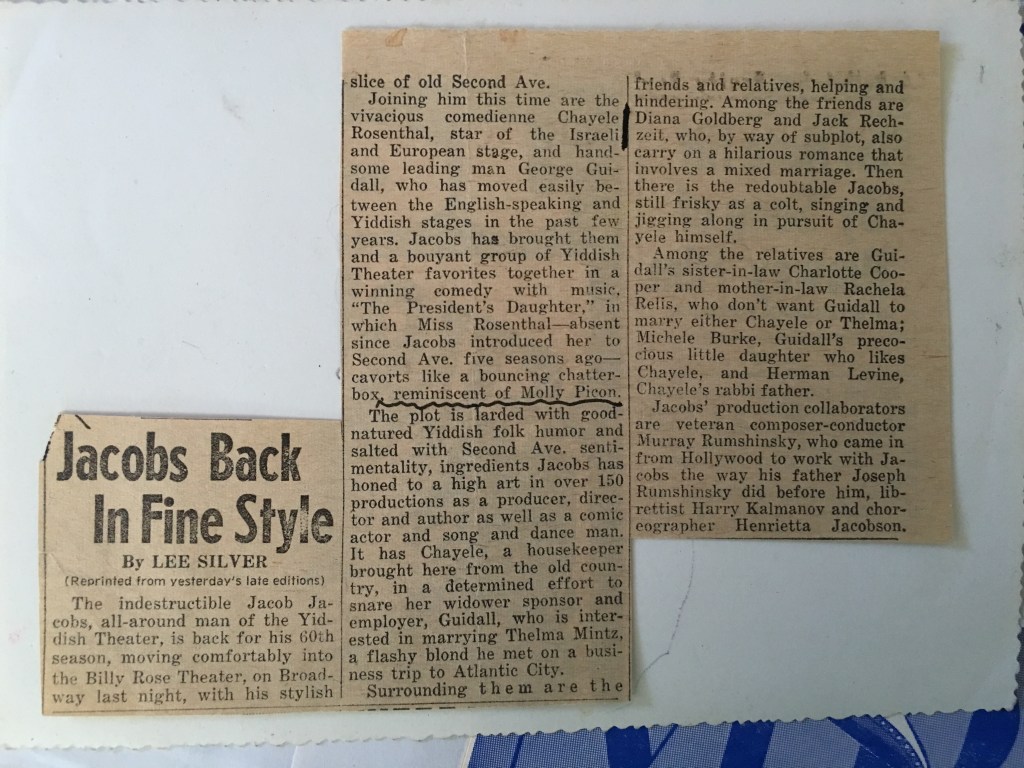 Jacobs Back
In Fine Style
By LEE SILVER
(Reprinted from yesterday's late editions)
The indestructible Jacob Ja-
cobs, all-around man of the Yid-
dish Theater, is back for his 60th
season, moving comfortably into
the Billy Rose Theater, on Broad-
way last night, with his stylish
slice of old Second Ave.
Joining him this time are the
vivacious comedienne Chayele
Rosenthal, star of the Israeli
and European stage, and hand-
some leading man George Gui-
dall, who has moved easily be-
tween the English-speaking and
Yiddish stages in the past few
years. Jacobs has brought them
and a bouyant group of Yiddish
Theater favorites together in a
winning comedy with music,
"The President's Daughter," in
which Miss Rosenthal—absent
since Jacobs introduced her to
Second Ave. five seasons ago—
cavorts like a bouncing chatter-
box, reminiscent of Molly Picon.
The plot is larded with good-
natured Yiddish folk humor and
salted with Second Ave. senti-
mentality, ingredients Jacobs has
honed to a high art in over 150
productions as a producer, direc-
tor and author as well as a comic
actor and song and dance man.
It has Chayele, a housekeeper
brought here from the old coun-
try, in a determined effort to
snare her widower sponsor and
employer, Guidall, who is inter-
ested in marrying Thelma Mintz,
a flashy blond he met on a busi-
ness trip to Atlantic City.
Surrounding them are the
friends and relatives, helping and
hindering. Among the friends are
Diana Goldberg and Jack Rech-
zeit, who, by way of subplot, also
carry on a hilarious romance that
involves a mixed marriage. Then
there is the redoubtable Jacobs,
still frisky as a colt, singing and
jigging along in pursuit of Cha-
yele himself.
Among the relatives are Gui-
dall's sister-in-law Charlotte Coo-
per and mother-in-law Rachela
Relis, who don't want Guidall to
marry either Chayele or Thelma;
Michele Burke, Guidall's preco-
cious little daughter who likes
Chayele, and Herman Levine,
Chayele's rabbi father.
Jacobs' production collaborators
are veteran composer-conductor
Murray Rumshinsky, who came in
from Hollywood to work with Ja-
cobs the way his father Joseph
Rumshinsky did before him, lib-
rettist Harry Kalmanov and chor-
eographer Henrietta Jacobson.